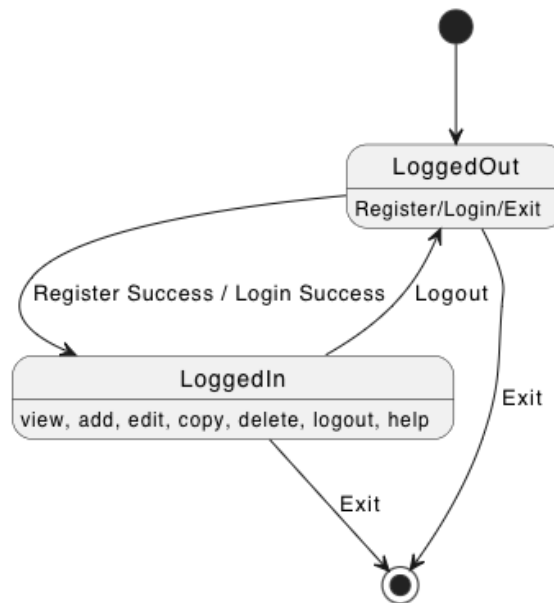 LoggedOut
Register/Login/Exit
Register Success / Login Success
Logout
LoggedIn
view, add, edit, copy, delete, logout, help
Exit
Exit